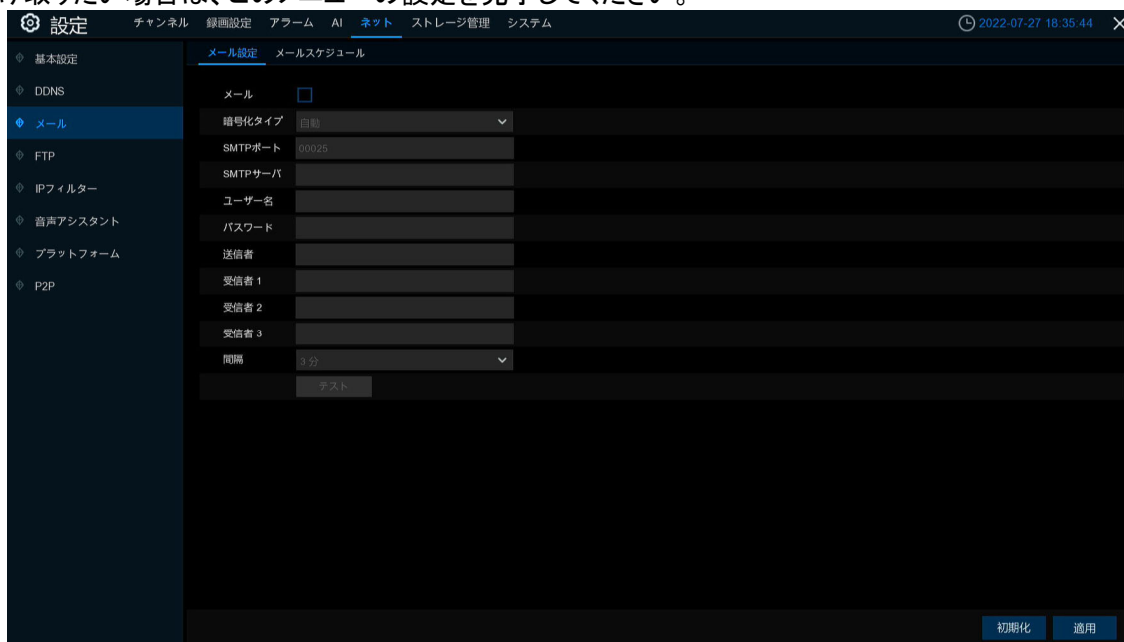 け取りたい場合は、このメニューの設定を完了してください。
設定 チャンネル 録画設定 アラーム AI ネット ストレージ管理 システム 2022-07-27 18:35:44
基本設定
DDNS
メール
FTP
IPフィルター
音声アシスタント
プラットフォーム
P2P
メール設定 メールスケジュール
メール
暗号化タイプ 自動
SMTPポート 00025
SMTPサーバ
ユーザー名
パスワード
送信者
受信者 1
受信者 2
受信者 3
間隔 3 分
テスト
初期化 適用